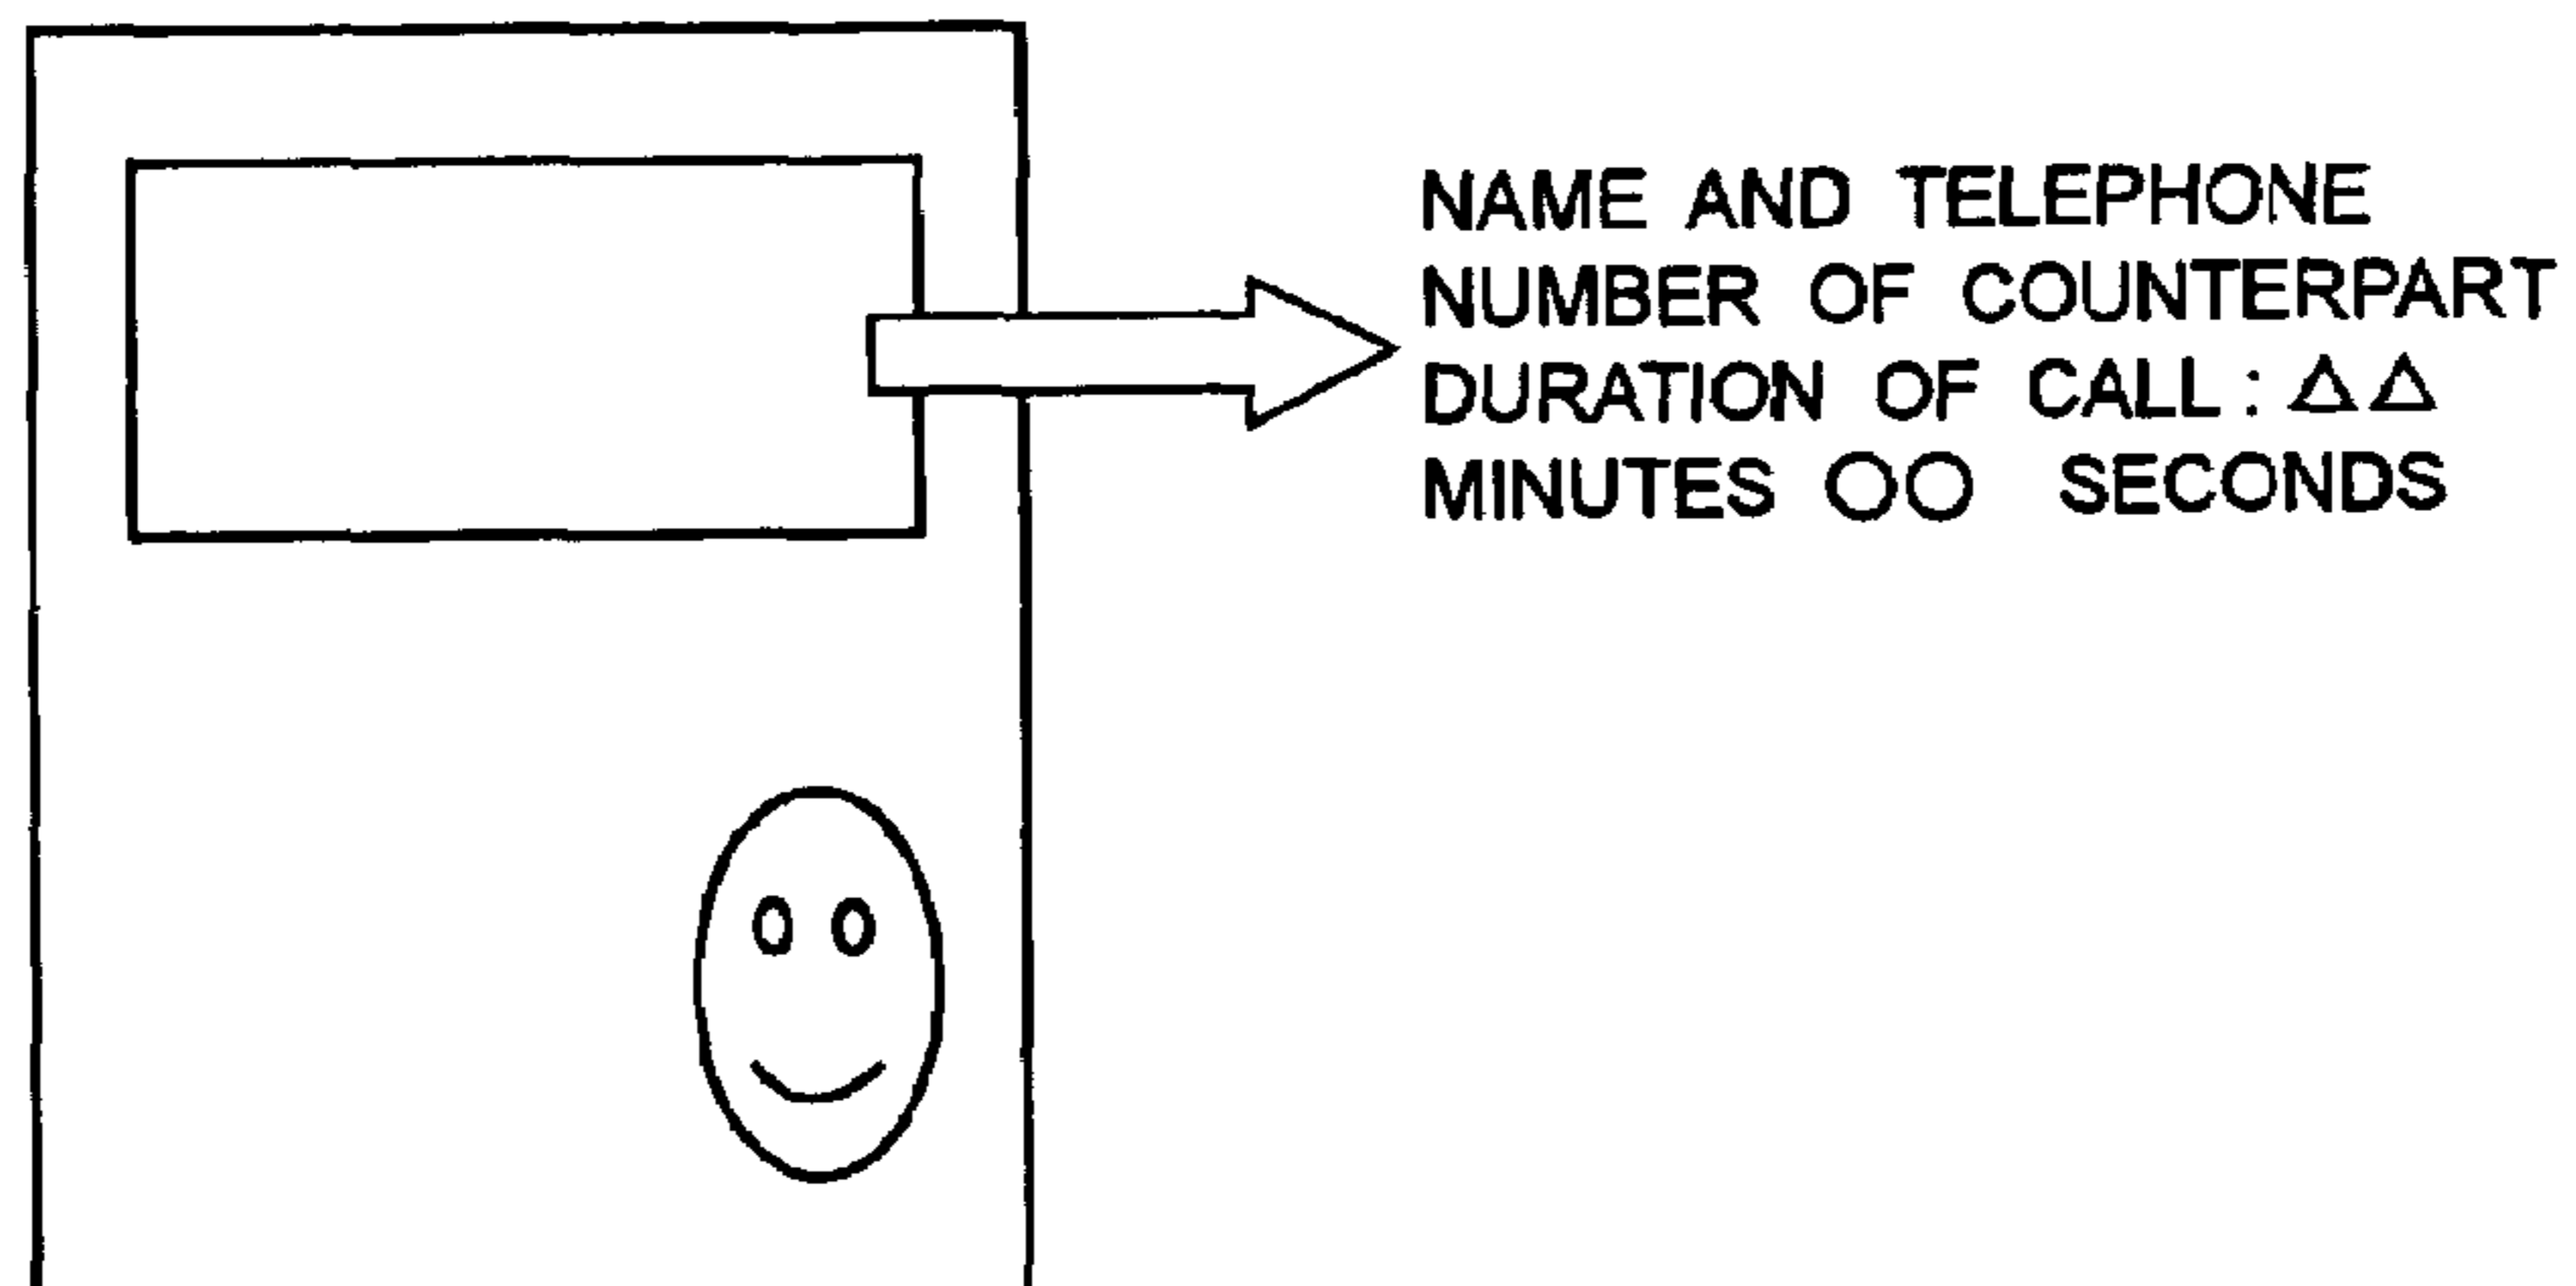 NAME AND TELEPHONE
NUMBER OF COUNTERPART
DURATION OF CALL : △△
MINUTES ○○ SECONDS